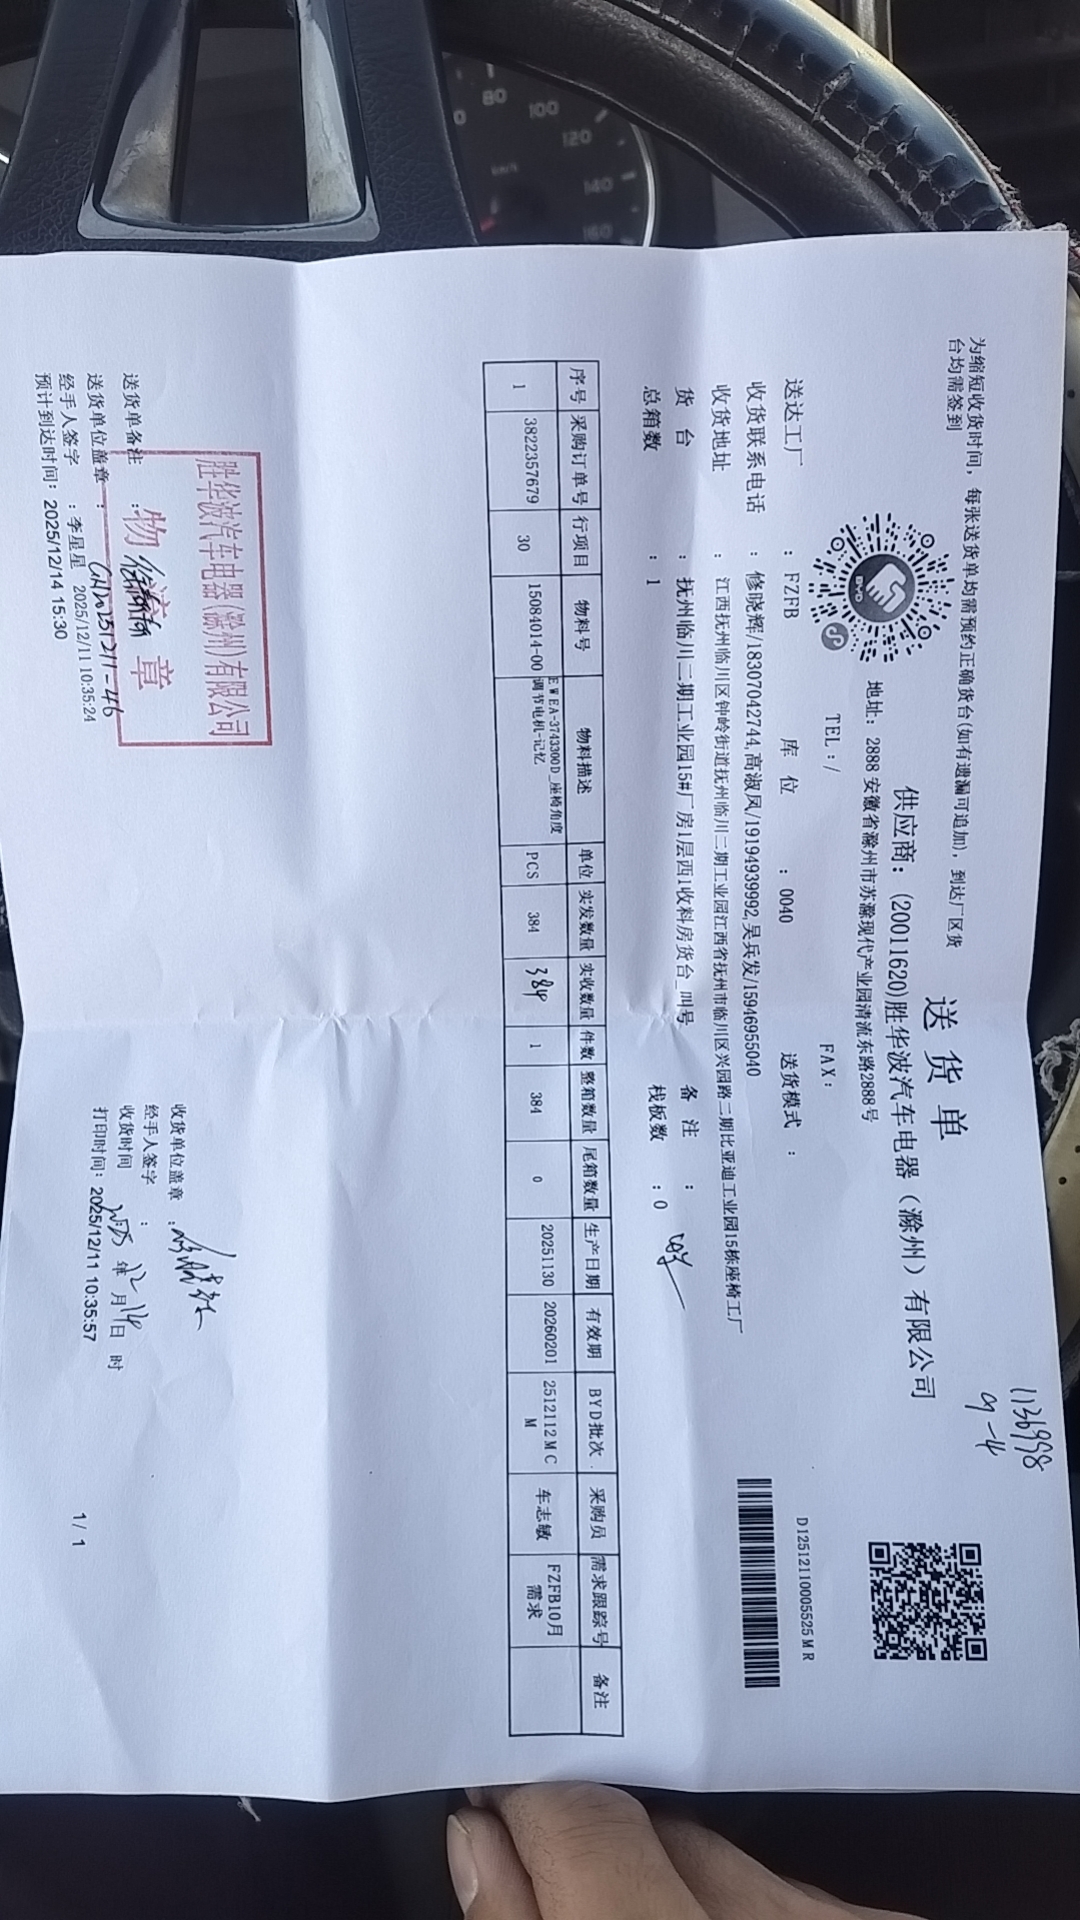 为缩短收货时间，每张送货单均需预约正确货台(如有遗漏可追加)，到达厂区货
台均需签到
送货单
1136998
9-4
供应商：(20011620)胜华波汽车电器（滁州）有限公司
地址：2888 安徽省滁州市苏滁现代产业园清流东路2888号
TEL：/ FAX：
BYD
D12512110005525MR
送达工厂 ：FZFB 库位 ：0040 送货模式 ：
收货联系电话 ：修晓辉/18307042744,高淑凤/19194939992,吴兵发/15946955040
收货地址 ：江西抚州临川区钟岭街道抚州临川二期工业园江西省抚州市临川区兴园路二期比亚迪工业园15栋座椅工厂
货台 ：抚州临川二期工业园15#厂房1层西1收料房货台_叫号 备注 ：
总箱数 ：1 栈板数 ：0
序号 采购订单号 行项目 物料号 物料描述 单位 实发数量 实收数量 件数 整箱数量 尾箱数量 生产日期 有效期 BYD批次 采购员 需求跟踪号 备注
1 3822357679 30 15084014-00 EWEA-3743300D_座椅角度调节电机-记忆 PCS 384 384 1 384 0 20251130 20260201 2512112MCM 车志敏 FZFB10月需求
胜华波汽车电器(滁州)有限公司
物流章
送货单备注 ：
送货单位盖章 ：
经手人签字 ：李星星 2025/12/11 10:35:24
预计到达时间：2025/12/14 15:30
收货单位盖章 ：
经手人签字 ：
收货时间 2025年12月14日 时
打印时间：2025/12/11 10:35:57
1/1